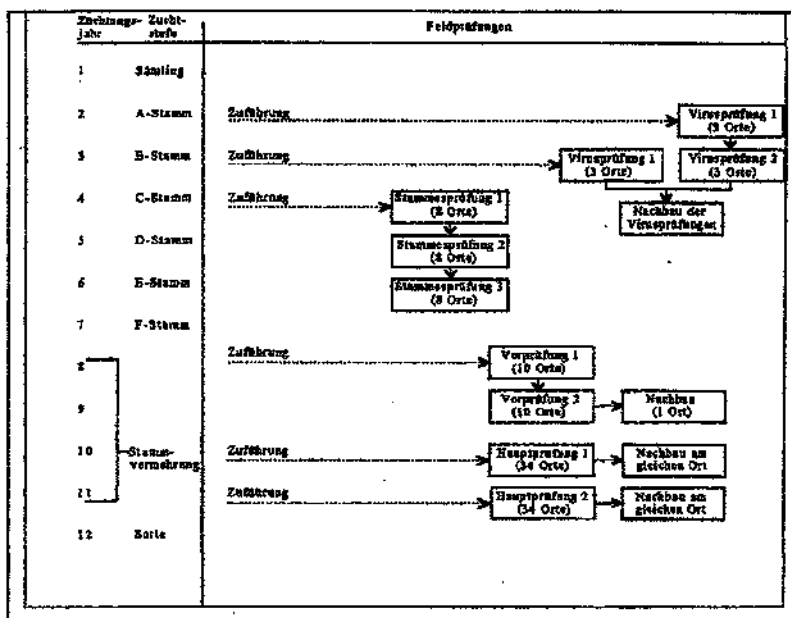 Züchtungs- Zucht- Feldprüfungen
jahr stufe
1 Sämling
2 A-Stamm Zuführung Virusprüfung 1
(3 Orte)
3 B-Stamm Zuführung Virusprüfung 1 Virusprüfung 2
(3 Orte) (3 Orte)
4 C-Stamm Zuführung Stammesprüfung 1 Nachbau der
(8 Orte) Virusprüfungen
5 D-Stamm Stammesprüfung 2
(8 Orte)
6 E-Stamm Stammesprüfung 3
(8 Orte)
7 F-Stamm
8 Zuführung Vorprüfung 1
(10 Orte)
9 Vorprüfung 2 Nachbau
(10 Orte) (1 Ort)
10 Stamm- Zuführung Hauptprüfung 1 Nachbau am
vermehrung (34 Orte) gleichen Ort
11 Zuführung Hauptprüfung 2 Nachbau am
(34 Orte) gleichen Ort
12 Sorte